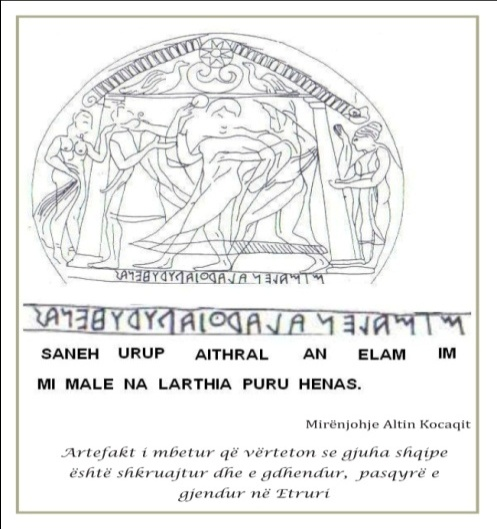 SANEH URUP AITHRAL AN ELAM IM
MI MALE NA LARTHIA PURU HENAS.
Mirënjohje Altin Kocaqit
Artefakt i mbetur që vërteton se gjuha shqipe
është shkruajtur dhe e gdhendur, pasqyrë e
gjendur në Etruri